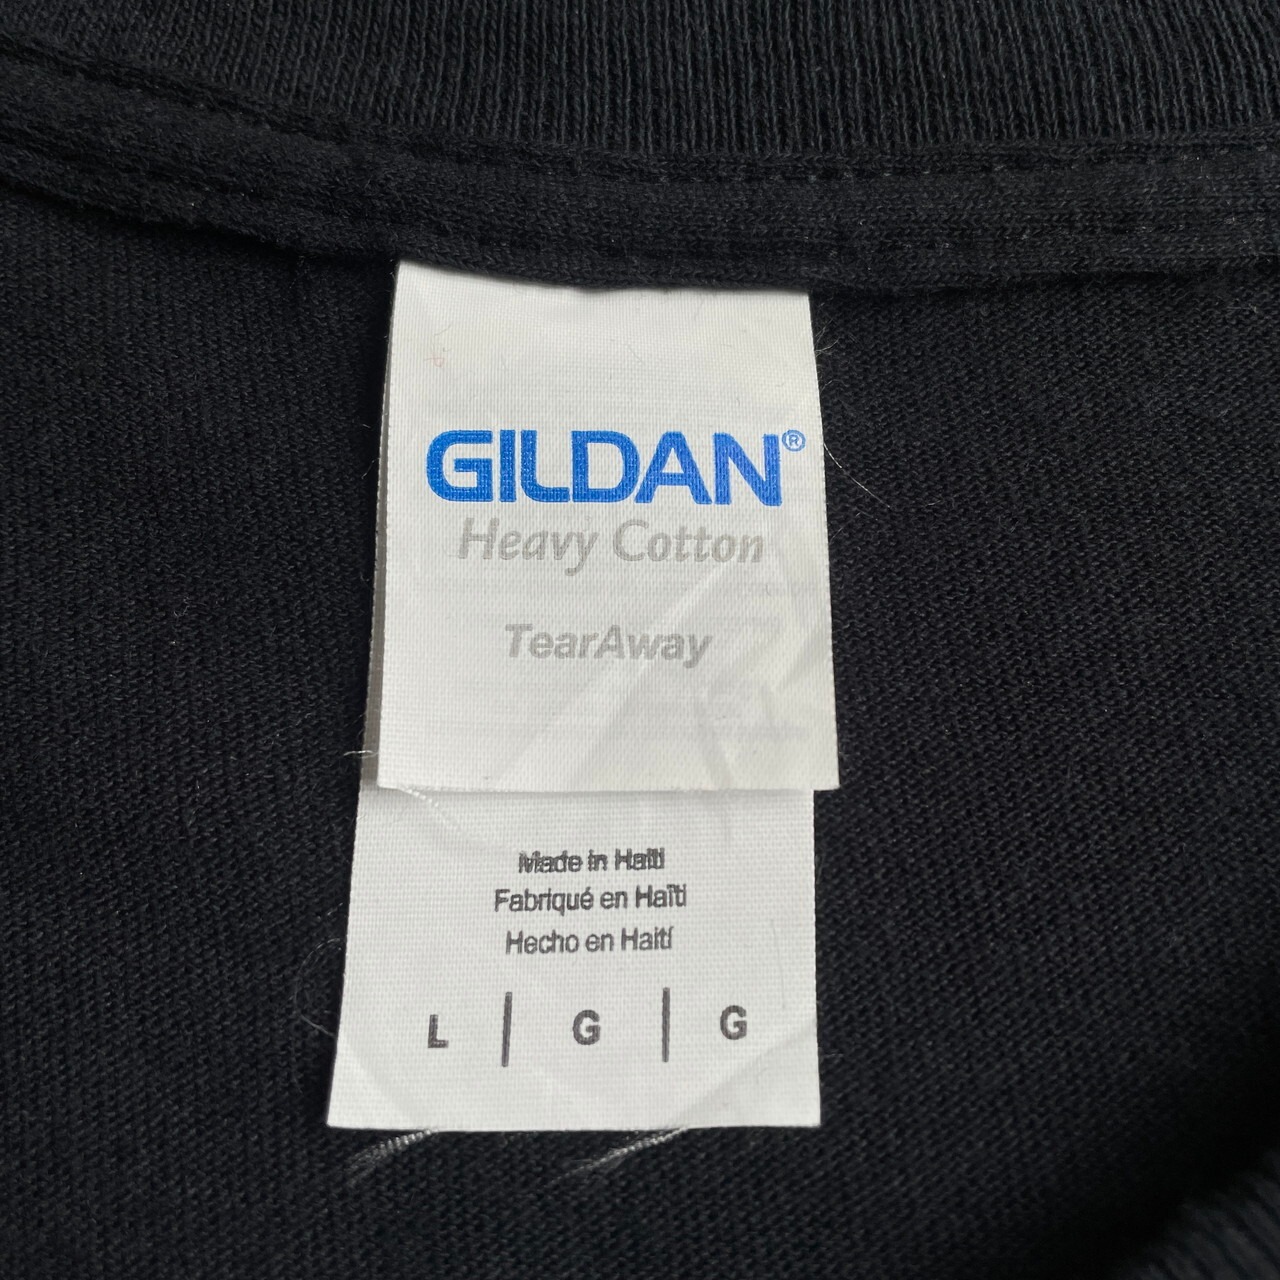 GILDAN®
Heavy Cotton
TearAway
Made in Haiti
Fabriqué en Haïti
Hecho en Haití
L | G | G